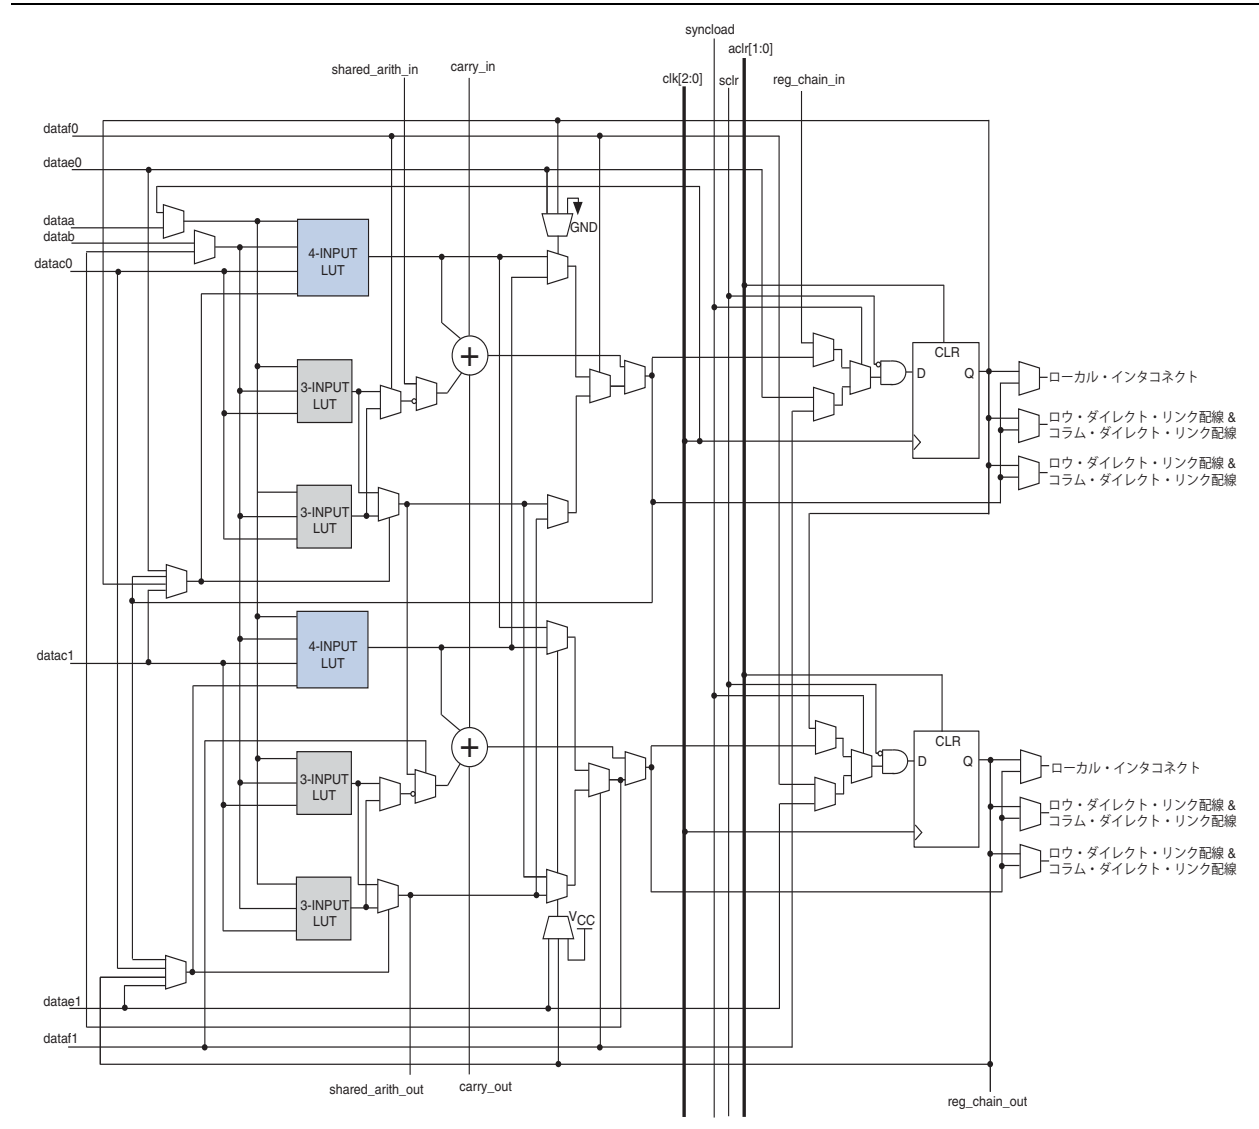 syncload
aclr[1:0]
shared_arith_in
carry_in
clk[2:0]
sclr
reg_chain_in
dataf0
datae0
dataa
datab
datac0
GND
4-INPUT
LUT
3-INPUT
LUT
CLR
D
Q
ローカル・インタコネクト
ロウ・ダイレクト・リンク配線 &
コラム・ダイレクト・リンク配線
ロウ・ダイレクト・リンク配線 &
コラム・ダイレクト・リンク配線
3-INPUT
LUT
+
4-INPUT
LUT
datac1
3-INPUT
LUT
+
CLR
D
Q
ローカル・インタコネクト
ロウ・ダイレクト・リンク配線 &
コラム・ダイレクト・リンク配線
ロウ・ダイレクト・リンク配線 &
コラム・ダイレクト・リンク配線
3-INPUT
LUT
VCC
datae1
dataf1
shared_arith_out
carry_out
reg_chain_out